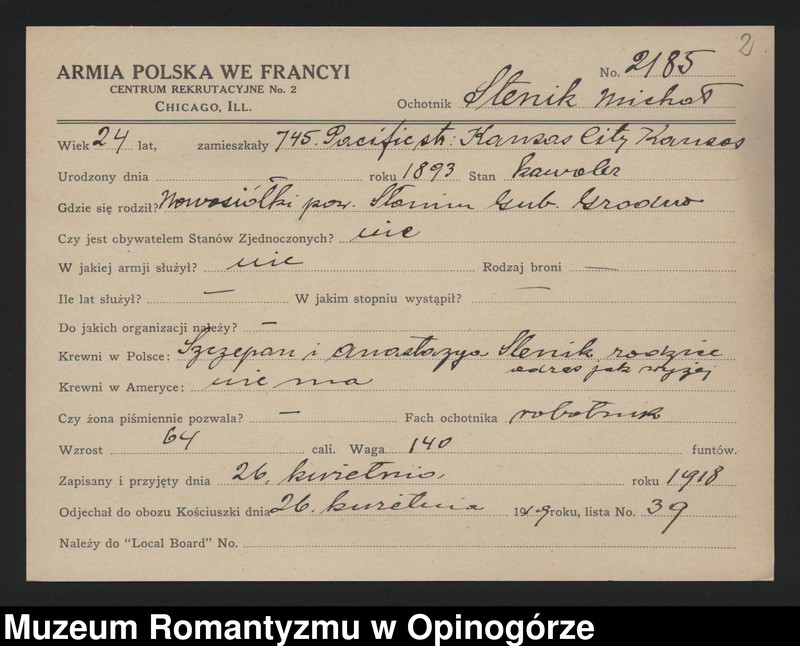 2
ARMIA POLSKA WE FRANCYI
CENTRUM REKRUTACYJNE No. 2
CHICAGO, ILL.
No. 2185
Ochotnik Slenik Michał
Wiek 24 lat, zamieszkały 745. Pacific str: Kansas City Kansas
Urodzony dnia — roku 1893 Stan kawaler
Gdzie się rodził: Nowosiółki pow. Słonim Gub. Grodno
Czy jest obywatelem Stanów Zjednoczonych? nie
W jakiej armji służył? nie Rodzaj broni —
Ile lat służył? — W jakim stopniu wystąpił? —
Do jakich organizacji należy? —
Krewni w Polsce: Szczepan i Anastazya Slenik rodzice
adres jak wyżej
Krewni w Ameryce: nie ma
Czy żona piśmiennie pozwala? — Fach ochotnika robotnik
Wzrost 64 cali. Waga 140 funtów.
Zapisany i przyjęty dnia 26. kwietnia roku 1918
Odjechał do obozu Kościuszki dnia 26. kwietnia 191 roku, lista No. 39
Należy do "Local Board" No.
Muzeum Romantyzmu w Opinogórze